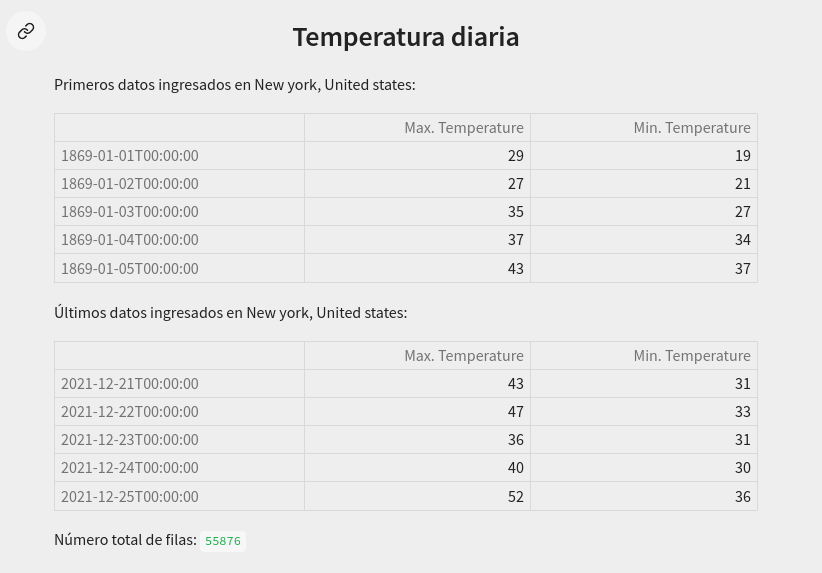 Temperatura diaria
Primeros datos ingresados en New york, United states:
Max. Temperature Min. Temperature
1869-01-01T00:00:00 29 19
1869-01-02T00:00:00 27 21
1869-01-03T00:00:00 35 27
1869-01-04T00:00:00 37 34
1869-01-05T00:00:00 43 37
Últimos datos ingresados en New york, United states:
Max. Temperature Min. Temperature
2021-12-21T00:00:00 43 31
2021-12-22T00:00:00 47 33
2021-12-23T00:00:00 36 31
2021-12-24T00:00:00 40 30
2021-12-25T00:00:00 52 36
Número total de filas: 55876